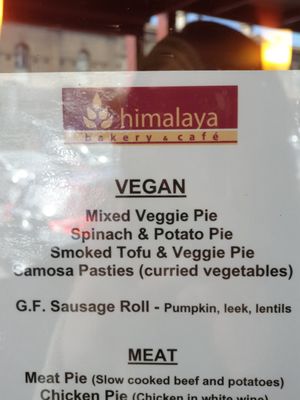 himalaya
bakery & café
VEGAN
Mixed Veggie Pie
Spinach & Potato Pie
Smoked Tofu & Veggie Pie
Samosa Pasties (curried vegetables)
G.F. Sausage Roll - Pumpkin, leek, lentils
MEAT
Meat Pie (Slow cooked beef and potatoes)
Chicken Pie (Chicken in white wine)